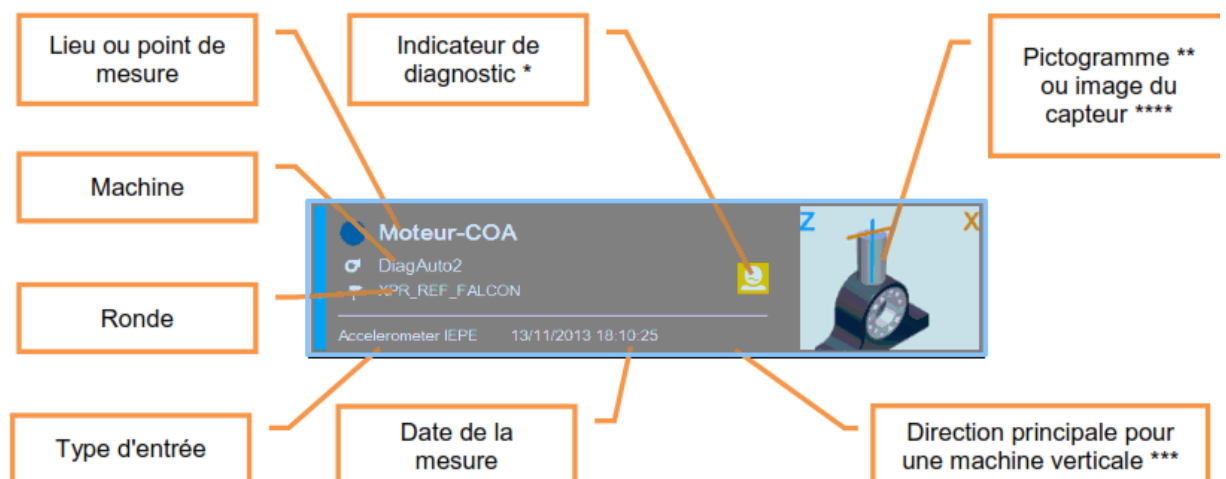 Lieu ou point de
mesure
Indicateur de
diagnostic *
Pictogramme **
ou image du
capteur ****
Machine
Ronde
Moteur-COA
DiagAuto2
XPR_REF_FALCON
Accelerometer IEPE 13/11/2013 18:10:25
Z X
Type d'entrée
Date de la
mesure
Direction principale pour
une machine verticale ***